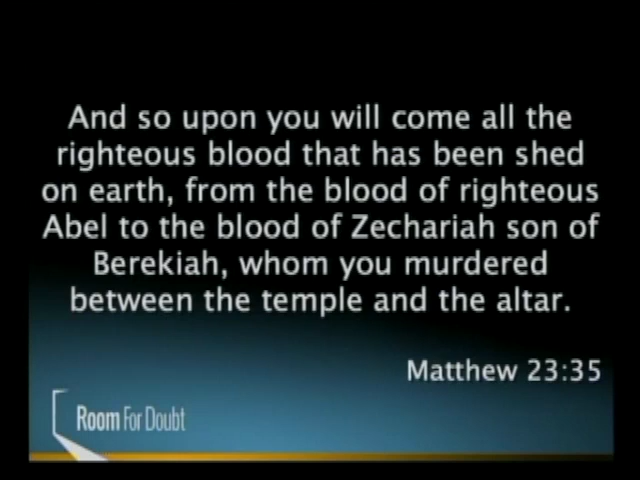 And so upon you will come all the
righteous blood that has been shed
on earth, from the blood of righteous
Abel to the blood of Zechariah son of
Berekiah, whom you murdered
between the temple and the altar.
Matthew 23:35
Room For Doubt